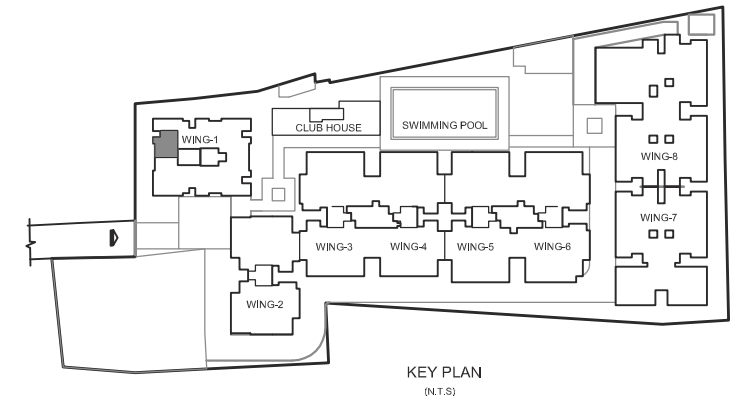 SWIMMING POOL
CLUB HOUSE
WING-1
WING-8
WING-7
WING-3
WING-4
WING-5
WING-6
WING-2
KEY PLAN
(N.T.S)